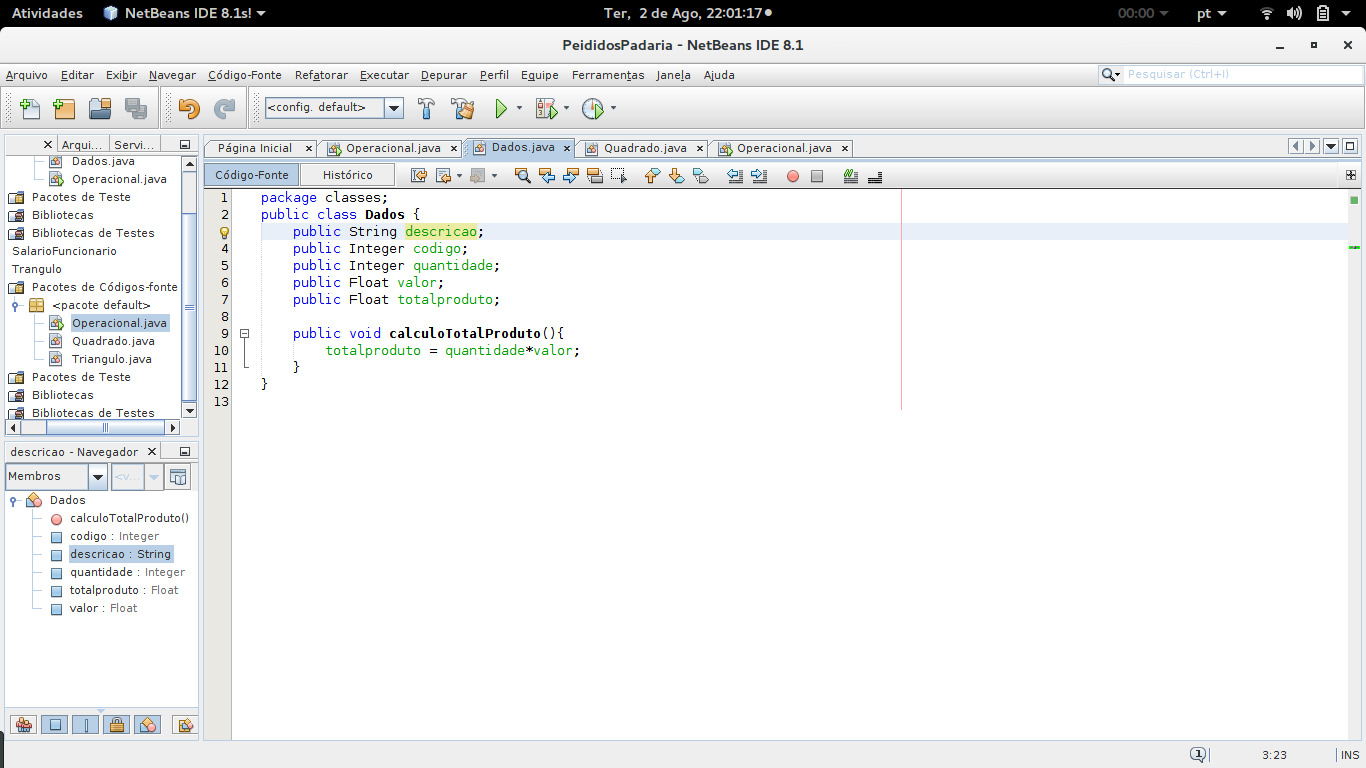 Atividades NetBeans IDE 8.1s! Ter, 2 de Ago, 22:01:17 00:00 pt
PeididosPadaria - NetBeans IDE 8.1
Arquivo Editar Exibir Navegar Código-Fonte Refatorar Executar Depurar Perfil Equipe Ferramentas Janela Ajuda Pesquisar (Ctrl+I)
<config. default>
Arqui... Servi...
Dados.java
Operacional.java
Pacotes de Teste
Bibliotecas
Bibliotecas de Testes
SalarioFuncionario
Trangulo
Pacotes de Códigos-fonte
<pacote default>
Operacional.java
Quadrado.java
Triangulo.java
Pacotes de Teste
Bibliotecas
Bibliotecas de Testes
descricao - Navegador
Membros <v...
Dados
calculoTotalProduto()
codigo : Integer
descricao : String
quantidade : Integer
totalproduto : Float
valor : Float
Página Inicial Operacional.java Dados.java Quadrado.java Operacional.java
Código-Fonte Histórico
1 package classes;
2 public class Dados {
public String descricao;
4 public Integer codigo;
5 public Integer quantidade;
6 public Float valor;
7 public Float totalproduto;
8
9 public void calculoTotalProduto(){
10 totalproduto = quantidade*valor;
11 }
12 }
13
1 3:23 INS